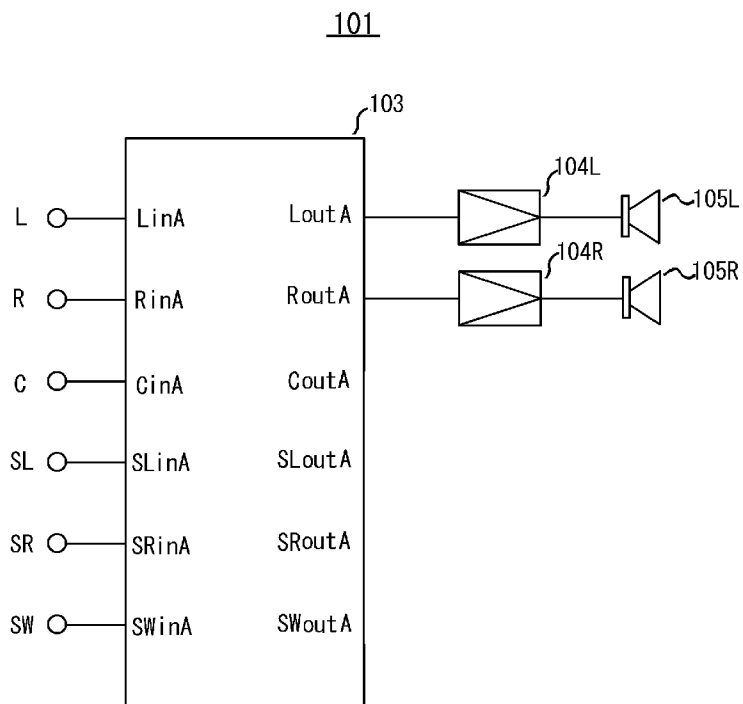 101
103
104L
L LinA LoutA 105L
104R
R RinA RoutA 105R
C CinA CoutA
SL SLinA SLoutA
SR SRinA SRoutA
SW SWinA SWoutA